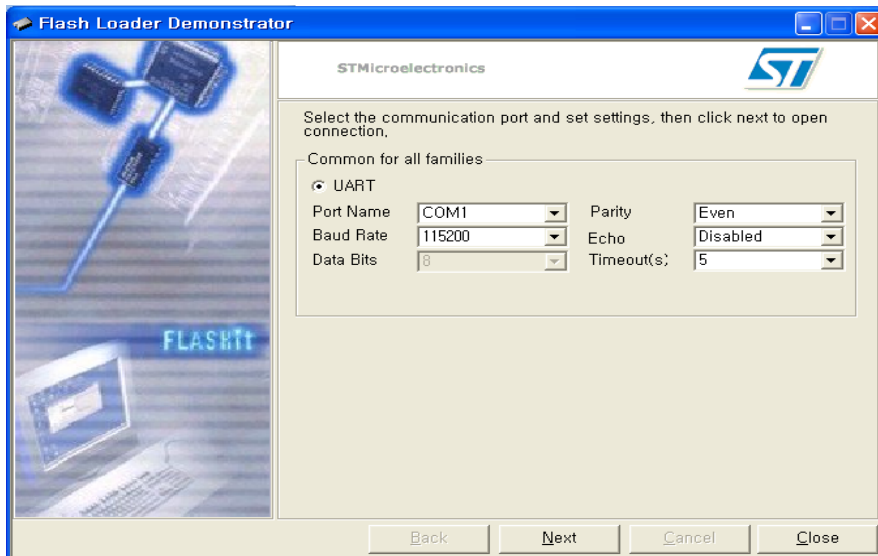 Flash Loader Demonstrator
STMicroelectronics
ST
Select the communication port and set settings, then click next to open
connection,
Common for all families
UART
Port Name COM1 Parity Even
Baud Rate 115200 Echo Disabled
Data Bits 8 Timeout(s) 5
FLASHit
Back Next Cancel Close